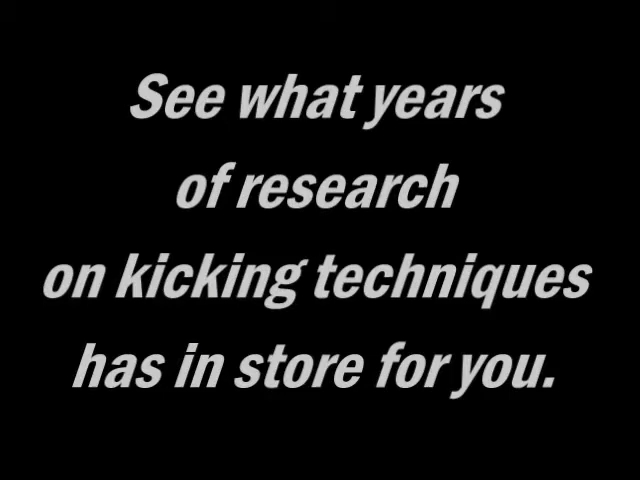 See what years
of research
on kicking techniques
has in store for you.